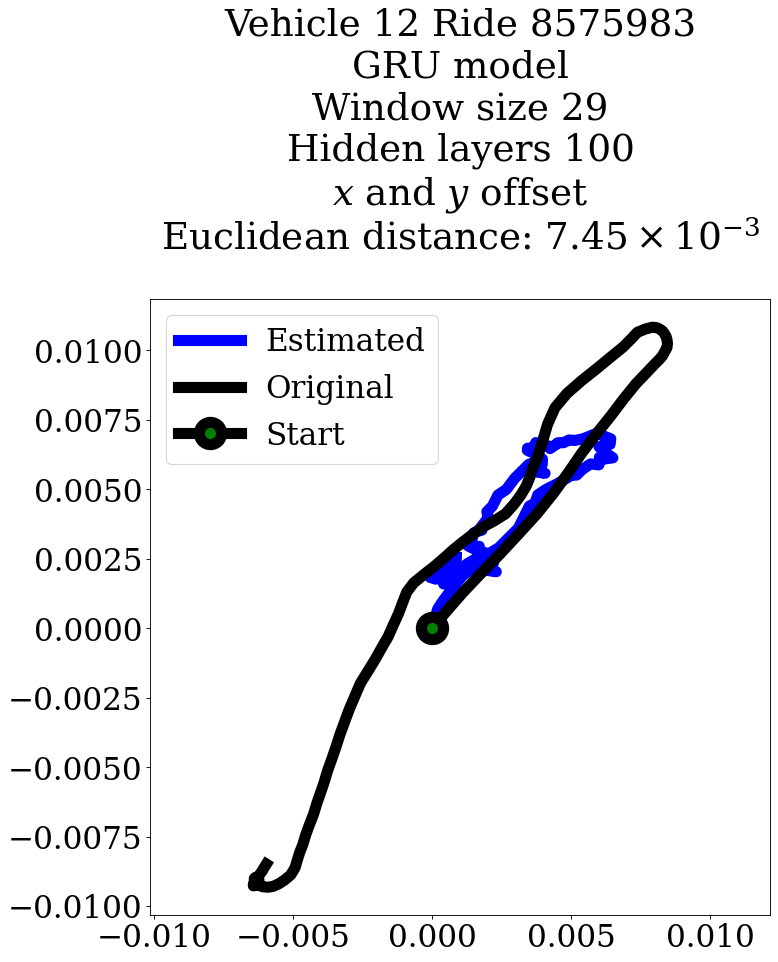 Vehicle 12 Ride 8575983
GRU model
Window size 29
Hidden layers 100
x and y offset
Euclidean distance: 7.45 × 10⁻³
Estimated
Original
Start
0.0100
0.0075
0.0050
0.0025
0.0000
−0.0025
−0.0050
−0.0075
−0.0100
−0.010 −0.005 0.000 0.005 0.010